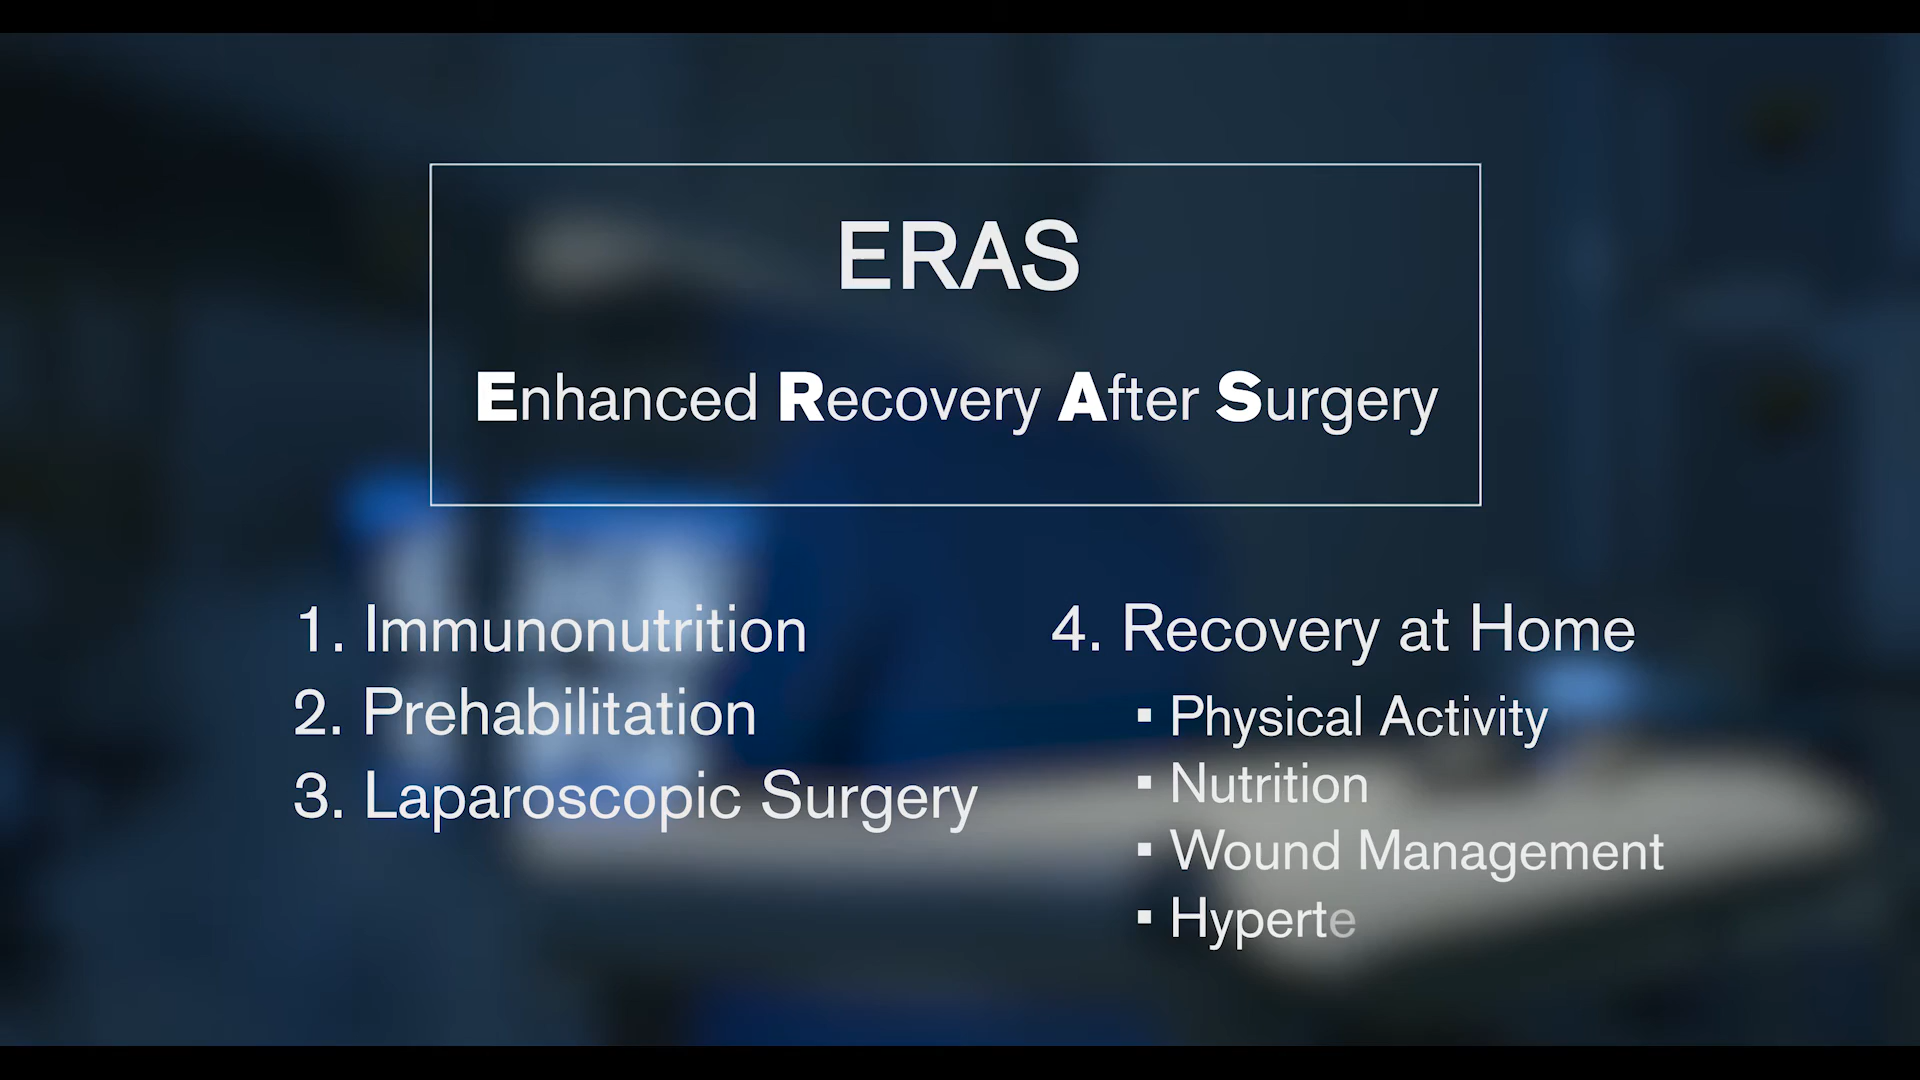 ERAS
Enhanced Recovery After Surgery
1. Immunonutrition
2. Prehabilitation
3. Laparoscopic Surgery
4. Recovery at Home
▪ Physical Activity
▪ Nutrition
▪ Wound Management
▪ Hyperte